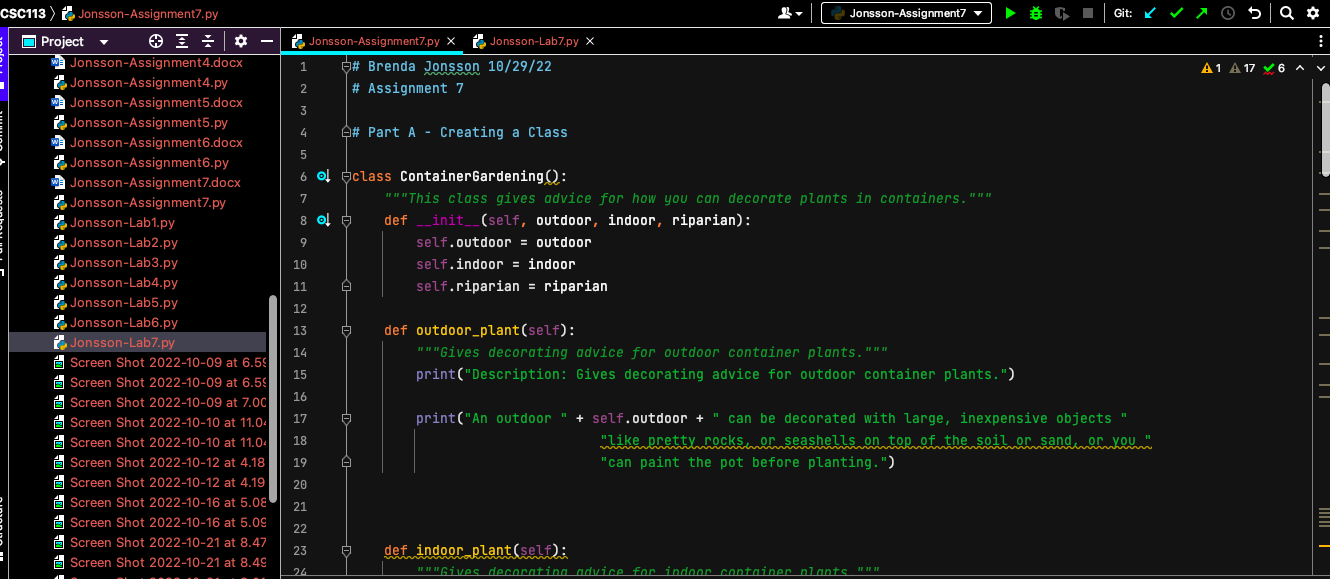 CSC113 〉 Jonsson-Assignment7.py
Jonsson-Assignment7
Git:
Project
Jonsson-Assignment4.docx
Jonsson-Assignment4.py
Jonsson-Assignment5.docx
Jonsson-Assignment5.py
Jonsson-Assignment6.docx
Jonsson-Assignment6.py
Jonsson-Assignment7.docx
Jonsson-Assignment7.py
Jonsson-Lab1.py
Jonsson-Lab2.py
Jonsson-Lab3.py
Jonsson-Lab4.py
Jonsson-Lab5.py
Jonsson-Lab6.py
Jonsson-Lab7.py
Screen Shot 2022-10-09 at 6.59
Screen Shot 2022-10-09 at 6.59
Screen Shot 2022-10-09 at 7.00
Screen Shot 2022-10-10 at 11.04
Screen Shot 2022-10-10 at 11.04
Screen Shot 2022-10-12 at 4.18
Screen Shot 2022-10-12 at 4.19
Screen Shot 2022-10-16 at 5.08
Screen Shot 2022-10-16 at 5.09
Screen Shot 2022-10-21 at 8.47
Screen Shot 2022-10-21 at 8.49
Jonsson-Assignment7.py × Jonsson-Lab7.py ×
1 17 6
1 # Brenda Jonsson 10/29/22
2 # Assignment 7
3
4 # Part A - Creating a Class
5
6 class ContainerGardening():
7 """This class gives advice for how you can decorate plants in containers."""
8 def __init__(self, outdoor, indoor, riparian):
9 self.outdoor = outdoor
10 self.indoor = indoor
11 self.riparian = riparian
12
13 def outdoor_plant(self):
14 """Gives decorating advice for outdoor container plants."""
15 print("Description: Gives decorating advice for outdoor container plants.")
16
17 print("An outdoor " + self.outdoor + " can be decorated with large, inexpensive objects "
18 "like pretty rocks, or seashells on top of the soil or sand, or you "
19 "can paint the pot before planting.")
20
21
22
23 def indoor_plant(self):
24 """Gives decorating advice for indoor container plants."""